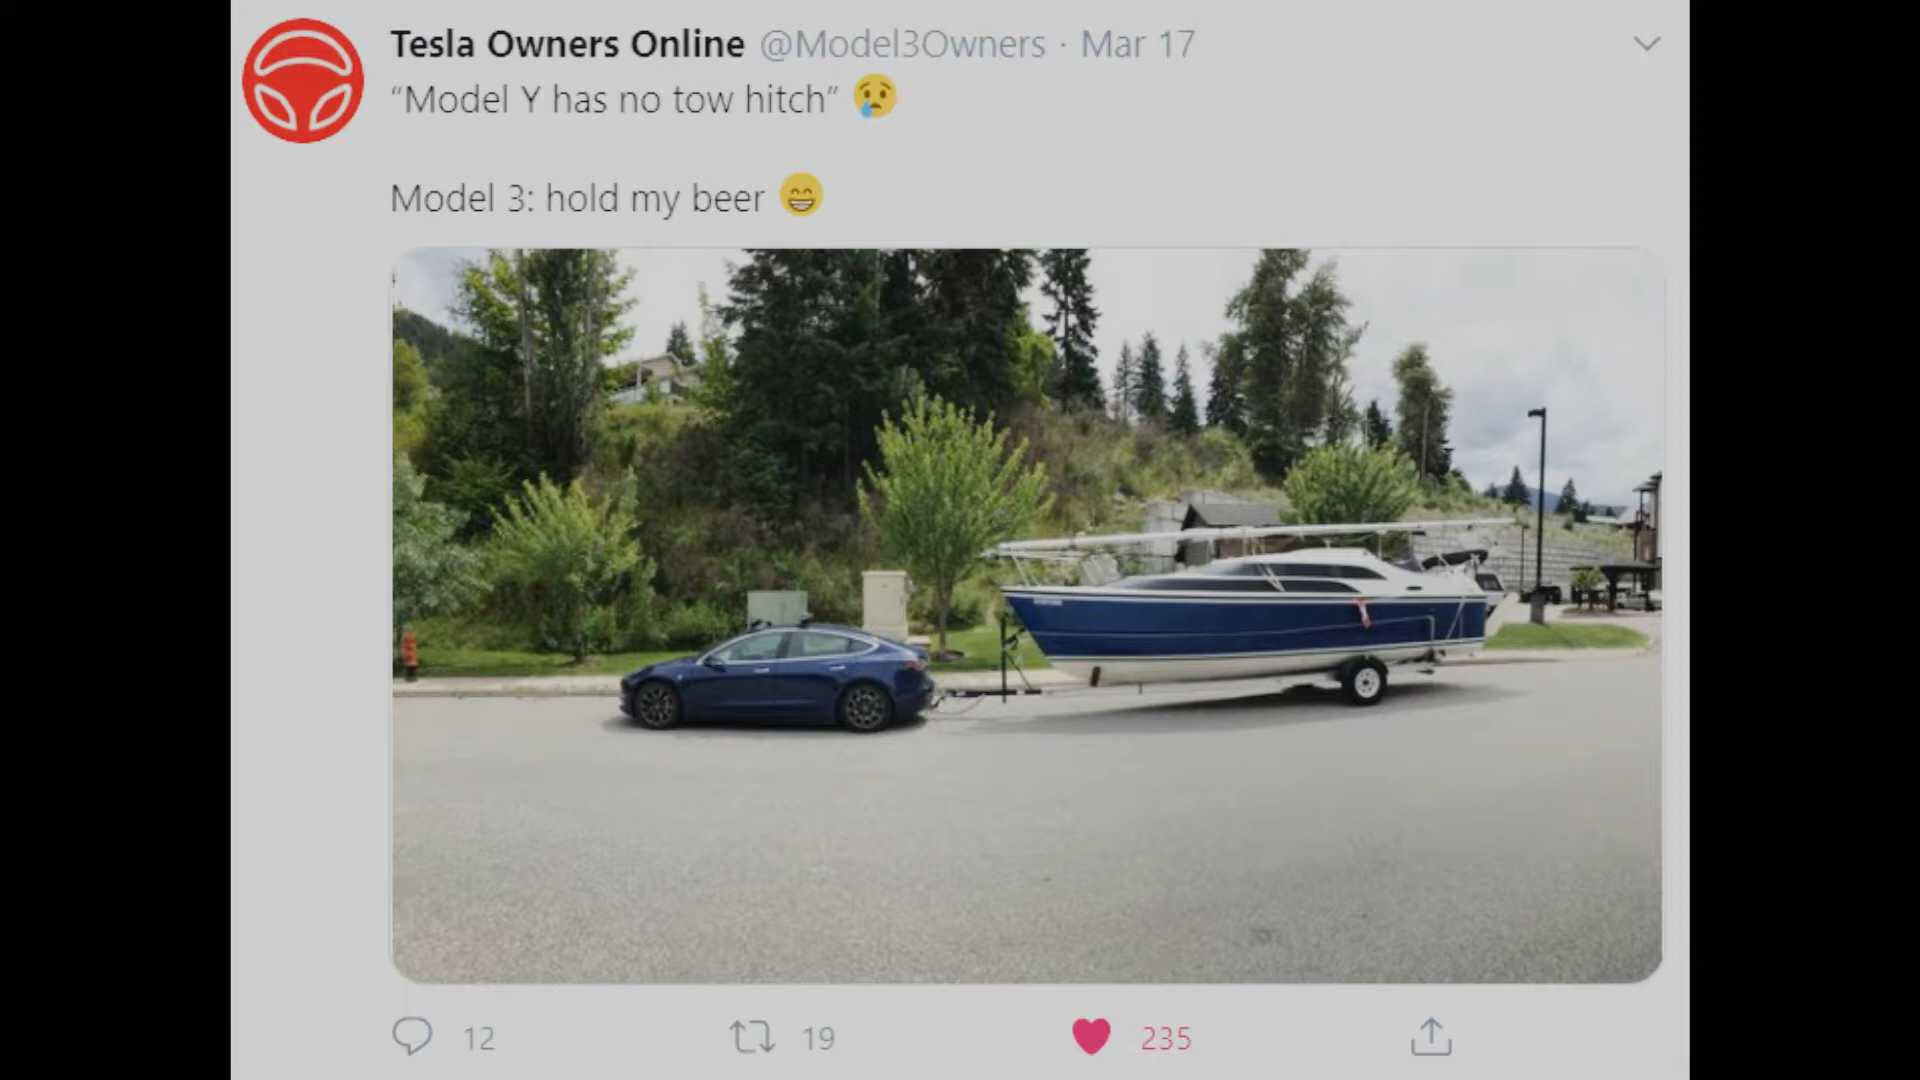 Tesla Owners Online @Model3Owners · Mar 17
“Model Y has no tow hitch” 😢
Model 3: hold my beer 😁
12 19 235